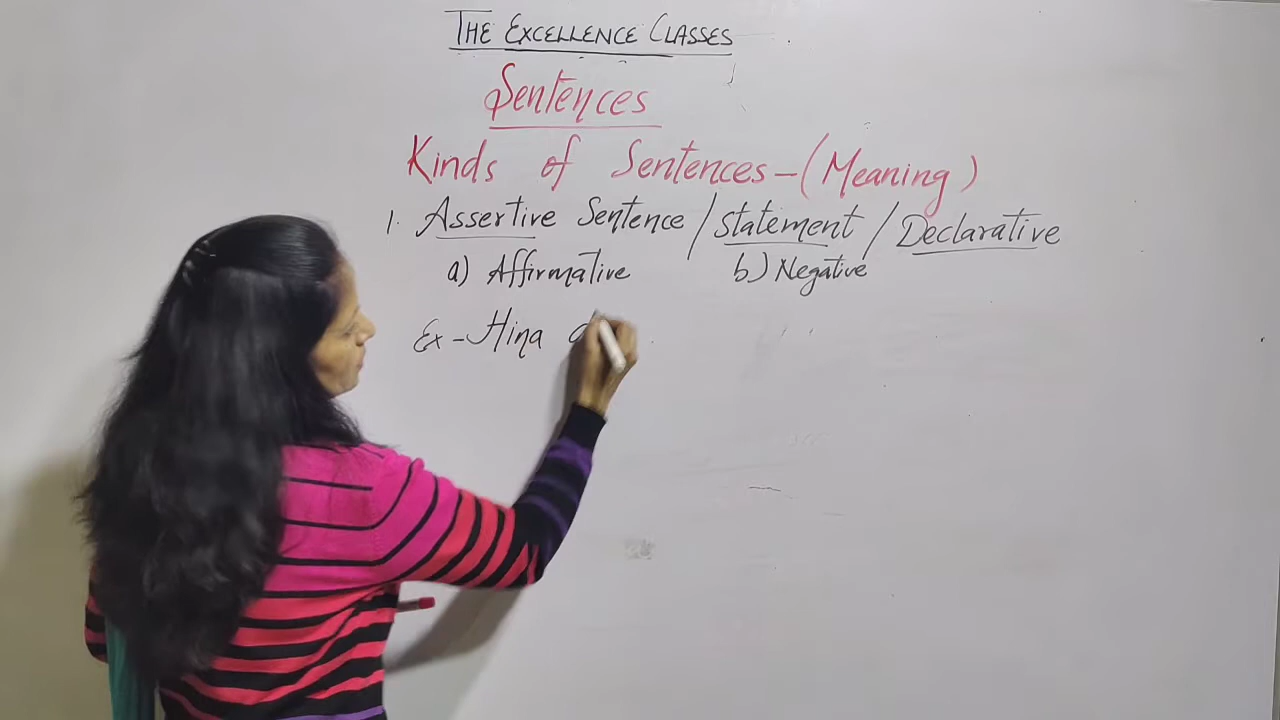 THE EXCELLENCE CLASSES
Sentences
Kinds of Sentences-(Meaning)
1. Assertive Sentence / Statement / Declarative
a) Affirmative b) Negative
Ex - Hina